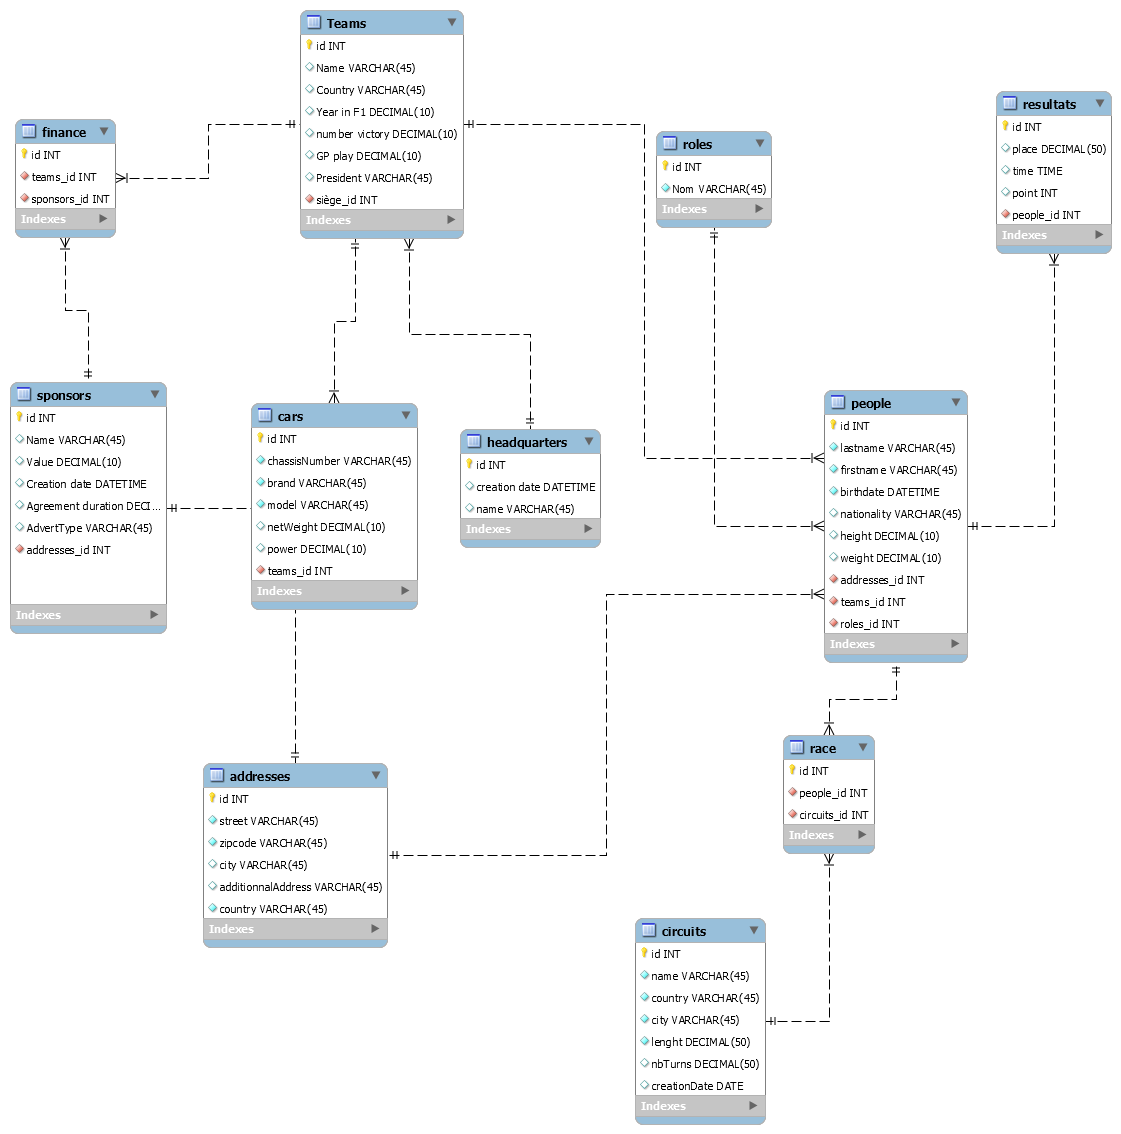 Teams
id INT
Name VARCHAR(45)
Country VARCHAR(45)
Year in F1 DECIMAL(10)
number victory DECIMAL(10)
GP play DECIMAL(10)
President VARCHAR(45)
siège_id INT
Indexes
finance
id INT
teams_id INT
sponsors_id INT
Indexes
roles
id INT
Nom VARCHAR(45)
Indexes
resultats
id INT
place DECIMAL(50)
time TIME
point INT
people_id INT
Indexes
sponsors
id INT
Name VARCHAR(45)
Value DECIMAL(10)
Creation date DATETIME
Agreement duration DECI...
AdvertType VARCHAR(45)
addresses_id INT
Indexes
cars
id INT
chassisNumber VARCHAR(45)
brand VARCHAR(45)
model VARCHAR(45)
netWeight DECIMAL(10)
power DECIMAL(10)
teams_id INT
Indexes
headquarters
id INT
creation date DATETIME
name VARCHAR(45)
Indexes
people
id INT
lastname VARCHAR(45)
firstname VARCHAR(45)
birthdate DATETIME
nationality VARCHAR(45)
height DECIMAL(10)
weight DECIMAL(10)
addresses_id INT
teams_id INT
roles_id INT
Indexes
addresses
id INT
street VARCHAR(45)
zipcode VARCHAR(45)
city VARCHAR(45)
additionnalAddress VARCHAR(45)
country VARCHAR(45)
Indexes
race
id INT
people_id INT
circuits_id INT
Indexes
circuits
id INT
name VARCHAR(45)
country VARCHAR(45)
city VARCHAR(45)
lenght DECIMAL(50)
nbTurns DECIMAL(50)
creationDate DATE
Indexes